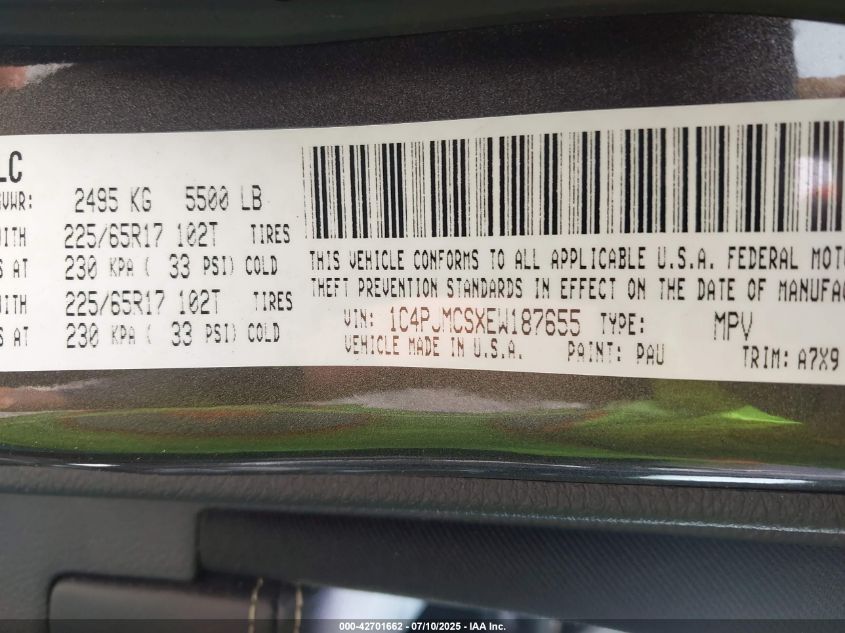 LC
GVWR: 2495 KG 5500 LB
WITH 225/65R17 102T TIRES
S AT 230 KPA ( 33 PSI) COLD
WITH 225/65R17 102T TIRES
S AT 230 KPA ( 33 PSI) COLD
THIS VEHICLE CONFORMS TO ALL APPLICABLE U.S.A. FEDERAL MOTO
THEFT PREVENTION STANDARDS IN EFFECT ON THE DATE OF MANUFAC
VIN: 1C4PJMCSXEW187655 TYPE: MPV
VEHICLE MADE IN U.S.A. PAINT: PAU TRIM: A7X9
000-42701662 - 07/10/2025 - IAA Inc.